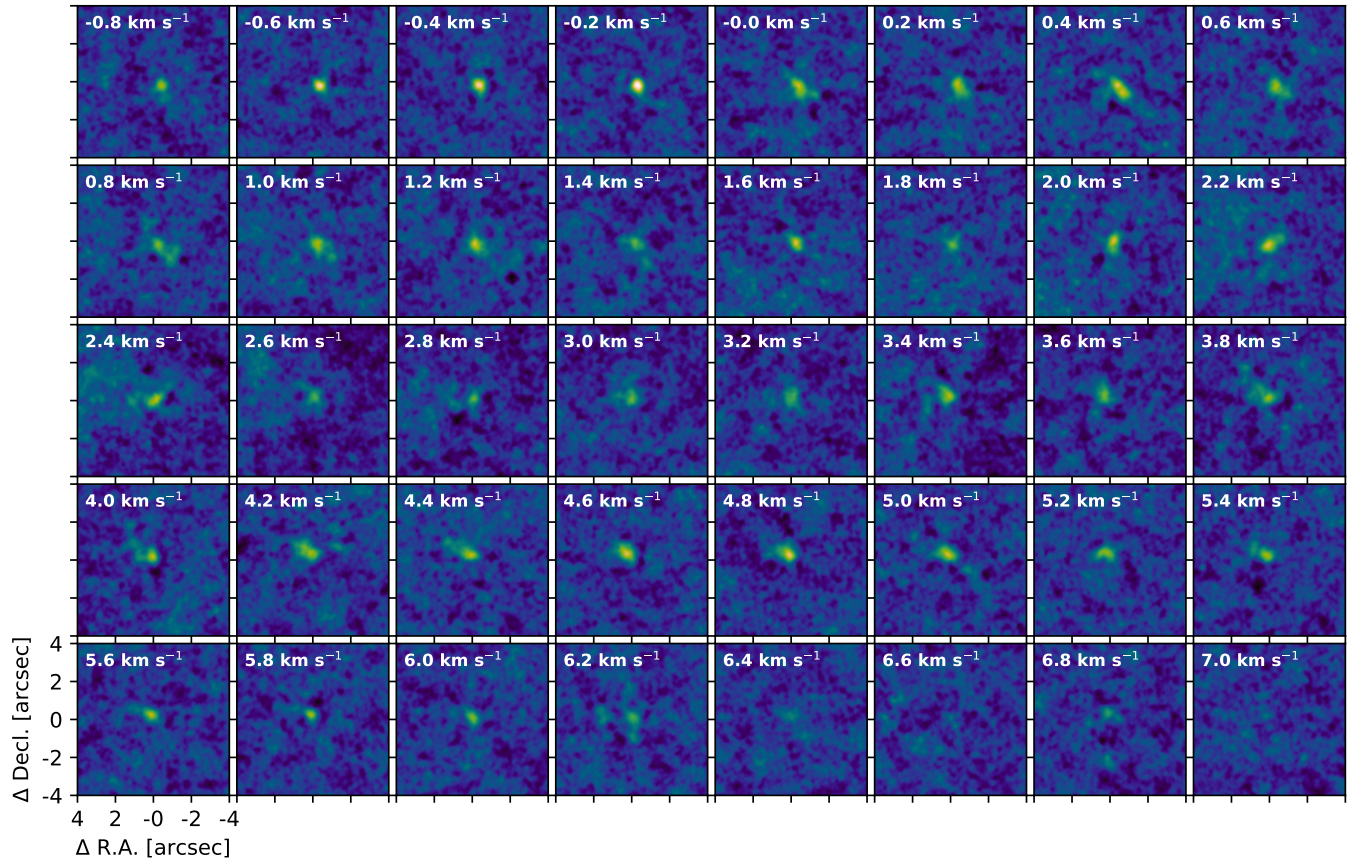 -0.8 km s⁻¹ -0.6 km s⁻¹ -0.4 km s⁻¹ -0.2 km s⁻¹ -0.0 km s⁻¹ 0.2 km s⁻¹ 0.4 km s⁻¹ 0.6 km s⁻¹
0.8 km s⁻¹ 1.0 km s⁻¹ 1.2 km s⁻¹ 1.4 km s⁻¹ 1.6 km s⁻¹ 1.8 km s⁻¹ 2.0 km s⁻¹ 2.2 km s⁻¹
2.4 km s⁻¹ 2.6 km s⁻¹ 2.8 km s⁻¹ 3.0 km s⁻¹ 3.2 km s⁻¹ 3.4 km s⁻¹ 3.6 km s⁻¹ 3.8 km s⁻¹
4.0 km s⁻¹ 4.2 km s⁻¹ 4.4 km s⁻¹ 4.6 km s⁻¹ 4.8 km s⁻¹ 5.0 km s⁻¹ 5.2 km s⁻¹ 5.4 km s⁻¹
5.6 km s⁻¹ 5.8 km s⁻¹ 6.0 km s⁻¹ 6.2 km s⁻¹ 6.4 km s⁻¹ 6.6 km s⁻¹ 6.8 km s⁻¹ 7.0 km s⁻¹
Δ Decl. [arcsec]
4
2
0
-2
-4
4 2 -0 -2 -4
Δ R.A. [arcsec]